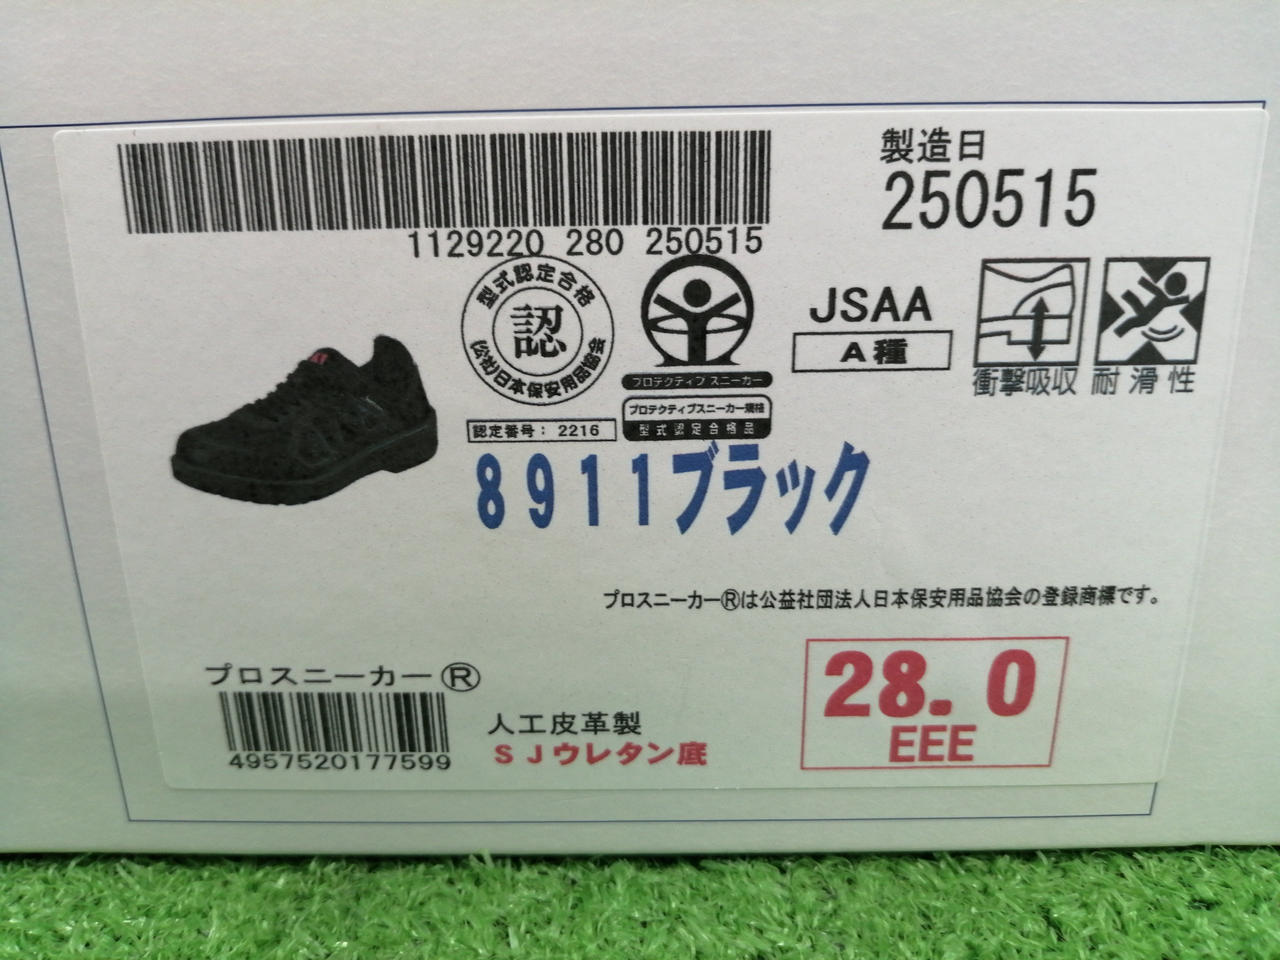 製造日
250515
1129220 280 250515
型式認定合格
認
(公社)日本保安用品協会
認定番号: 2216
プロテクティブ スニーカー
プロテクティブスニーカー規格
型式認定合格品
JSAA
A種
衝撃吸収
耐滑性
8911ブラック
プロスニーカー®は公益社団法人日本保安用品協会の登録商標です。
プロスニーカー®
4957520177599
人工皮革製
SJウレタン底
28.0
EEE